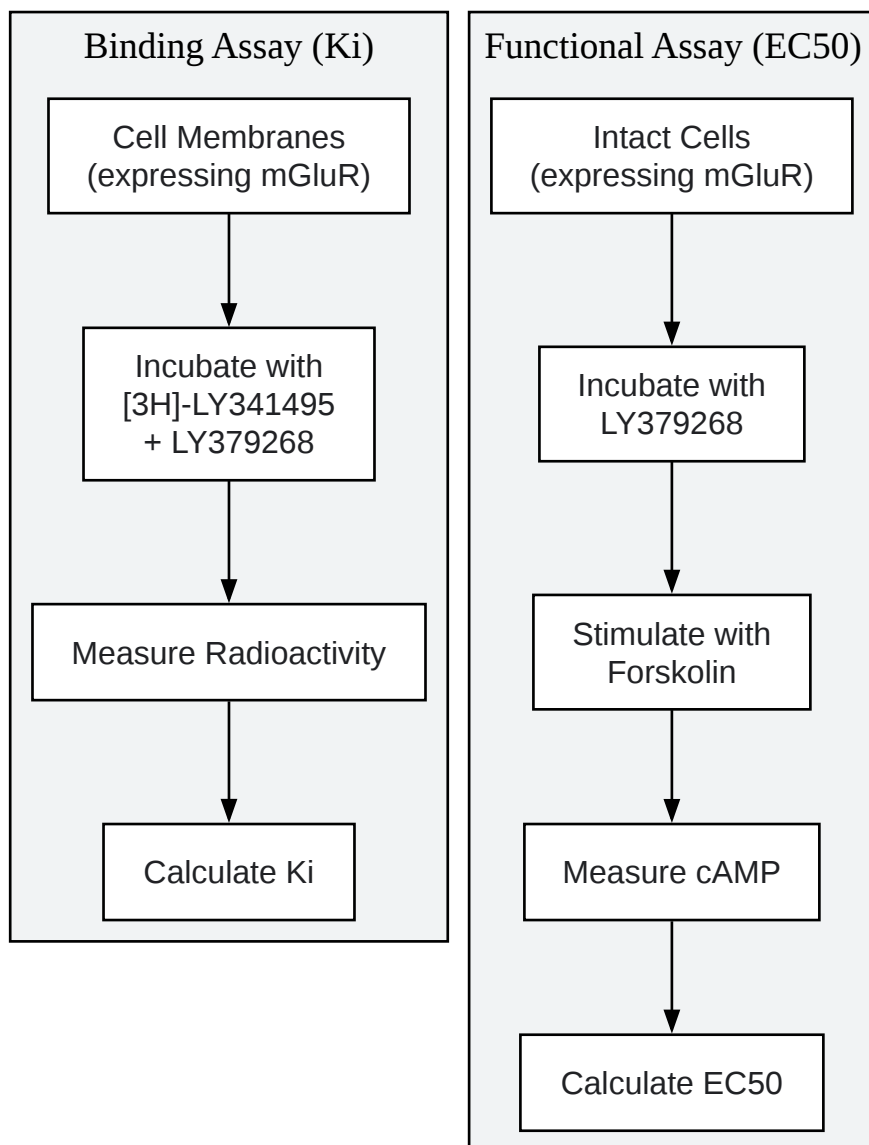 Binding Assay (Ki)
Cell Membranes
(expressing mGluR)
Incubate with
[3H]-LY341495
+ LY379268
Measure Radioactivity
Calculate Ki
Functional Assay (EC50)
Intact Cells
(expressing mGluR)
Incubate with
LY379268
Stimulate with
Forskolin
Measure cAMP
Calculate EC50